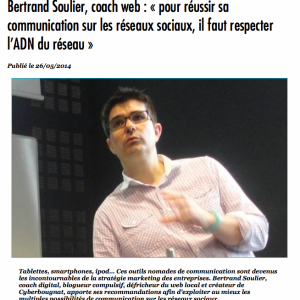 Bertrand Soulier, coach web : « pour réussir sa
communication sur les réseaux sociaux, il faut respecter
l’ADN du réseau »
Publié le 26/05/2014
Tablettes, smartphones, ipod... Ces outils nomades de communication sont devenus
les incontournables de la stratégie marketing des entreprises. Bertrand Soulier,
coach digital, blogueur compulsif, défricheur du web local et créateur de
Cyberbougnat, apporte ses recommandations afin d'exploiter au mieux les
multiples possibilités de communication sur les réseaux sociaux.